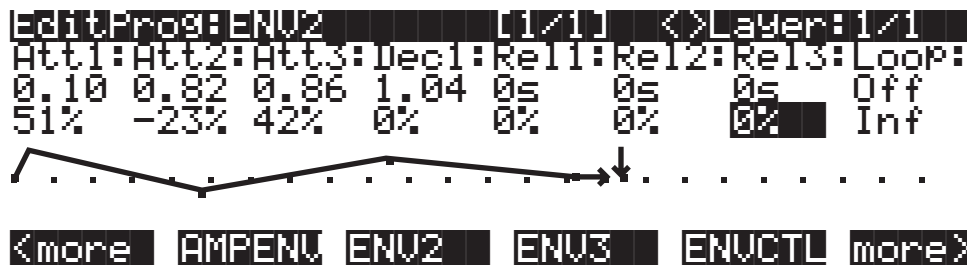 EditProg:ENV2 [1/1] <>Layer:1/1
Att1:Att2:Att3:Dec1:Rel1:Rel2:Rel3:Loop:
0.10 0.82 0.86 1.04 0s 0s 0s Off
51% -23% 42% 0% 0% 0% 0% Inf
<more AMPENV ENV2 ENV3 ENVCTL more>